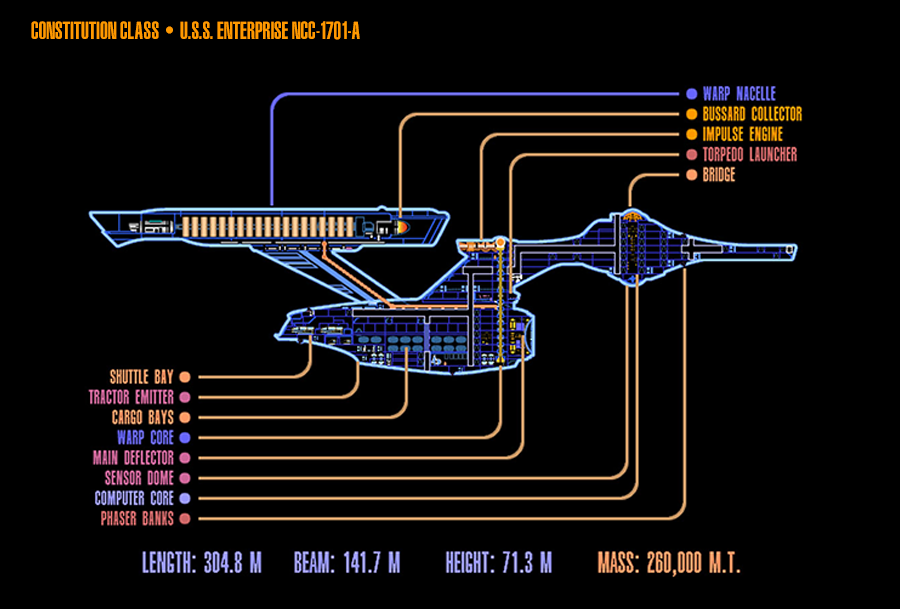 CONSTITUTION CLASS • U.S.S. ENTERPRISE NCC-1701-A
WARP NACELLE
BUSSARD COLLECTOR
IMPULSE ENGINE
TORPEDO LAUNCHER
BRIDGE
SHUTTLE BAY
TRACTOR EMITTER
CARGO BAYS
WARP CORE
MAIN DEFLECTOR
SENSOR DOME
COMPUTER CORE
PHASER BANKS
LENGTH: 304.8 M BEAM: 141.7 M HEIGHT: 71.3 M MASS: 260,000 M.T.